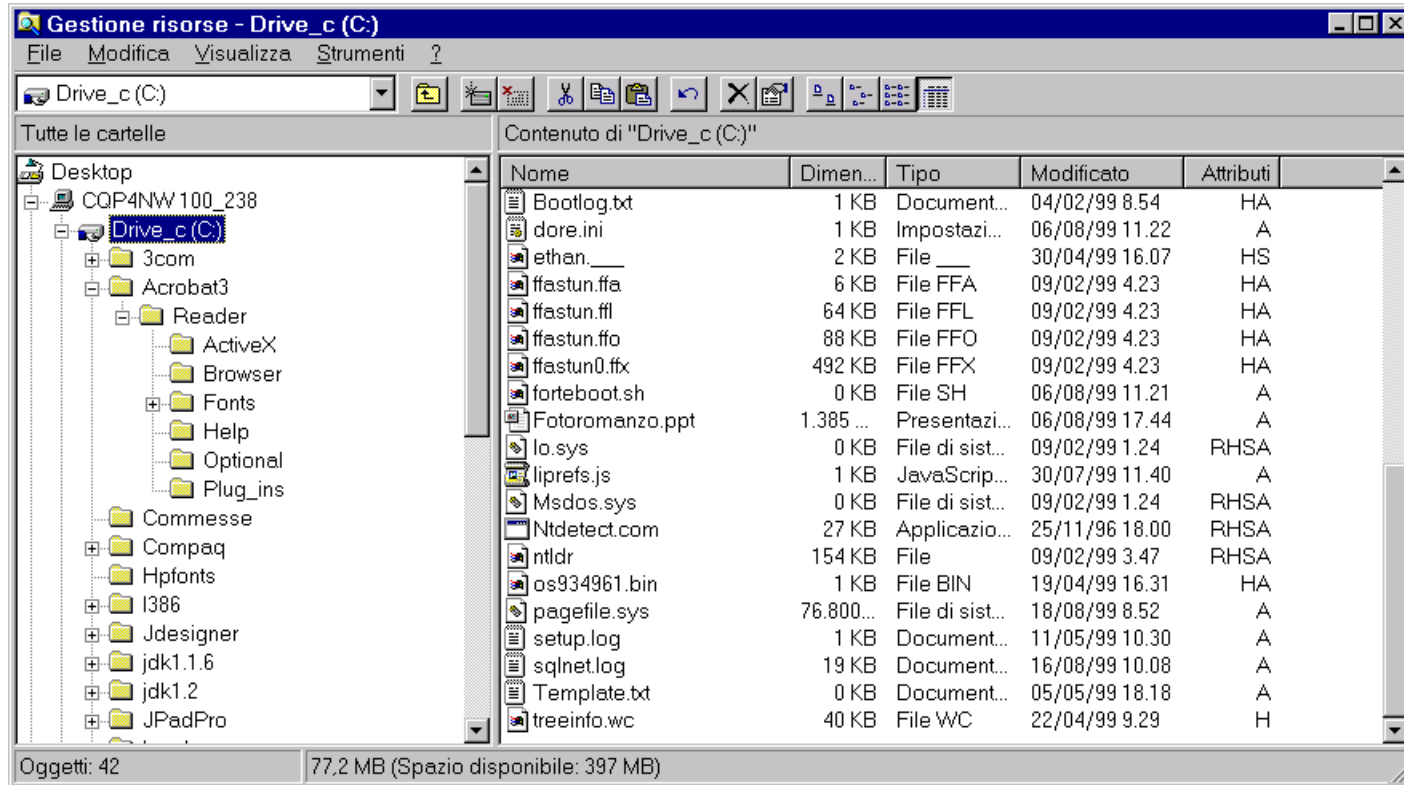 Gestione risorse - Drive_c (C:)
File Modifica Visualizza Strumenti ?
Drive_c (C:)
Tutte le cartelle
Contenuto di "Drive_c (C:)"
Desktop
CQP4NW100_238
Drive_c (C:)
3com
Acrobat3
Reader
ActiveX
Browser
Fonts
Help
Optional
Plug_ins
Commesse
Compaq
Hpfonts
I386
Jdesigner
jdk1.1.6
jdk1.2
JPadPro
Nome Dimen... Tipo Modificato Attributi
Bootlog.txt 1 KB Document... 04/02/99 8.54 HA
dore.ini 1 KB Impostazi... 06/08/99 11.22 A
ethan.___ 2 KB File ___ 30/04/99 16.07 HS
ffastun.ffa 6 KB File FFA 09/02/99 4.23 HA
ffastun.ffl 64 KB File FFL 09/02/99 4.23 HA
ffastun.ffo 88 KB File FFO 09/02/99 4.23 HA
ffastun0.ffx 492 KB File FFX 09/02/99 4.23 HA
forteboot.sh 0 KB File SH 06/08/99 11.21 A
Fotoromanzo.ppt 1.385 ... Presentazi... 06/08/99 17.44 A
Io.sys 0 KB File di sist... 09/02/99 1.24 RHSA
liprefs.js 1 KB JavaScrip... 30/07/99 11.40 A
Msdos.sys 0 KB File di sist... 09/02/99 1.24 RHSA
Ntdetect.com 27 KB Applicazio... 25/11/96 18.00 RHSA
ntldr 154 KB File 09/02/99 3.47 RHSA
os934961.bin 1 KB File BIN 19/04/99 16.31 HA
pagefile.sys 76.800... File di sist... 18/08/99 8.52 A
setup.log 1 KB Document... 11/05/99 10.30 A
sqlnet.log 19 KB Document... 16/08/99 10.08 A
Template.txt 0 KB Document... 05/05/99 18.18 A
treeinfo.wc 40 KB File WC 22/04/99 9.29 H
Oggetti: 42
77,2 MB (Spazio disponibile: 397 MB)